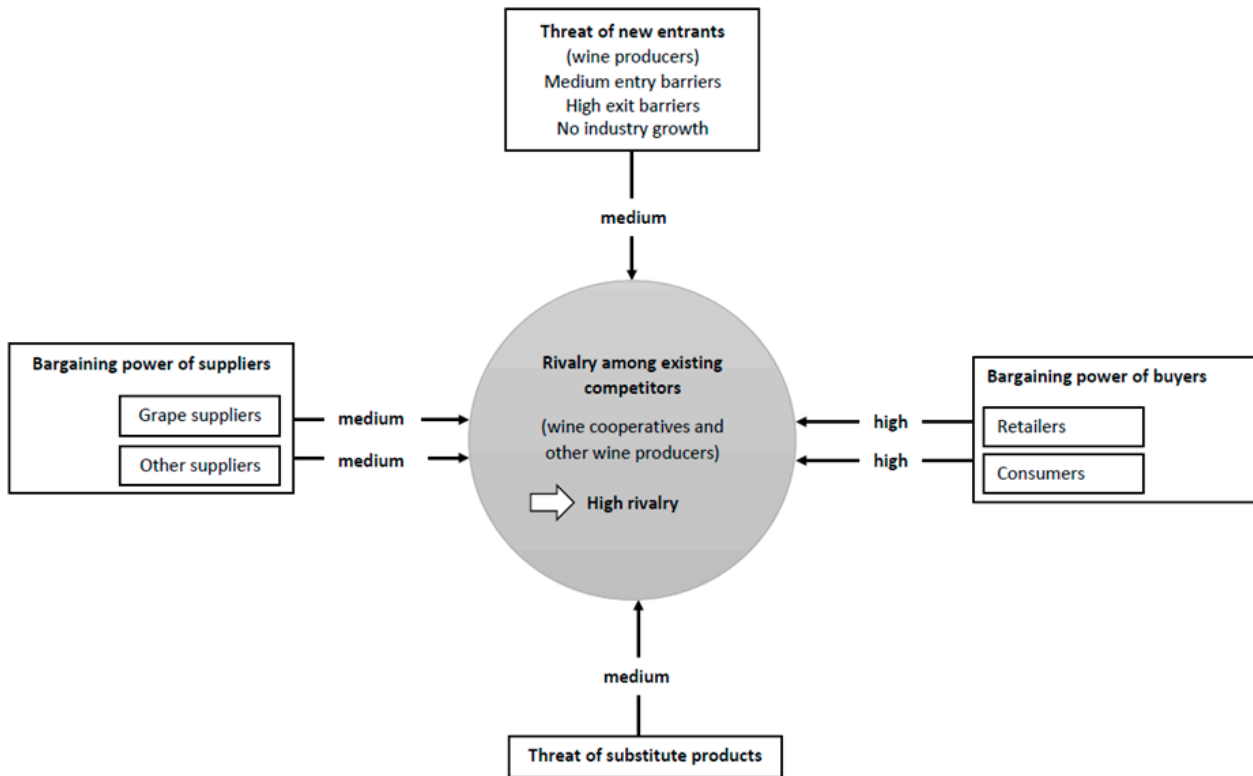 Threat of new entrants
(wine producers)
Medium entry barriers
High exit barriers
No industry growth
medium
Bargaining power of suppliers
Grape suppliers
Other suppliers
medium
medium
Rivalry among existing
competitors
(wine cooperatives and
other wine producers)
High rivalry
high
high
Bargaining power of buyers
Retailers
Consumers
medium
Threat of substitute products